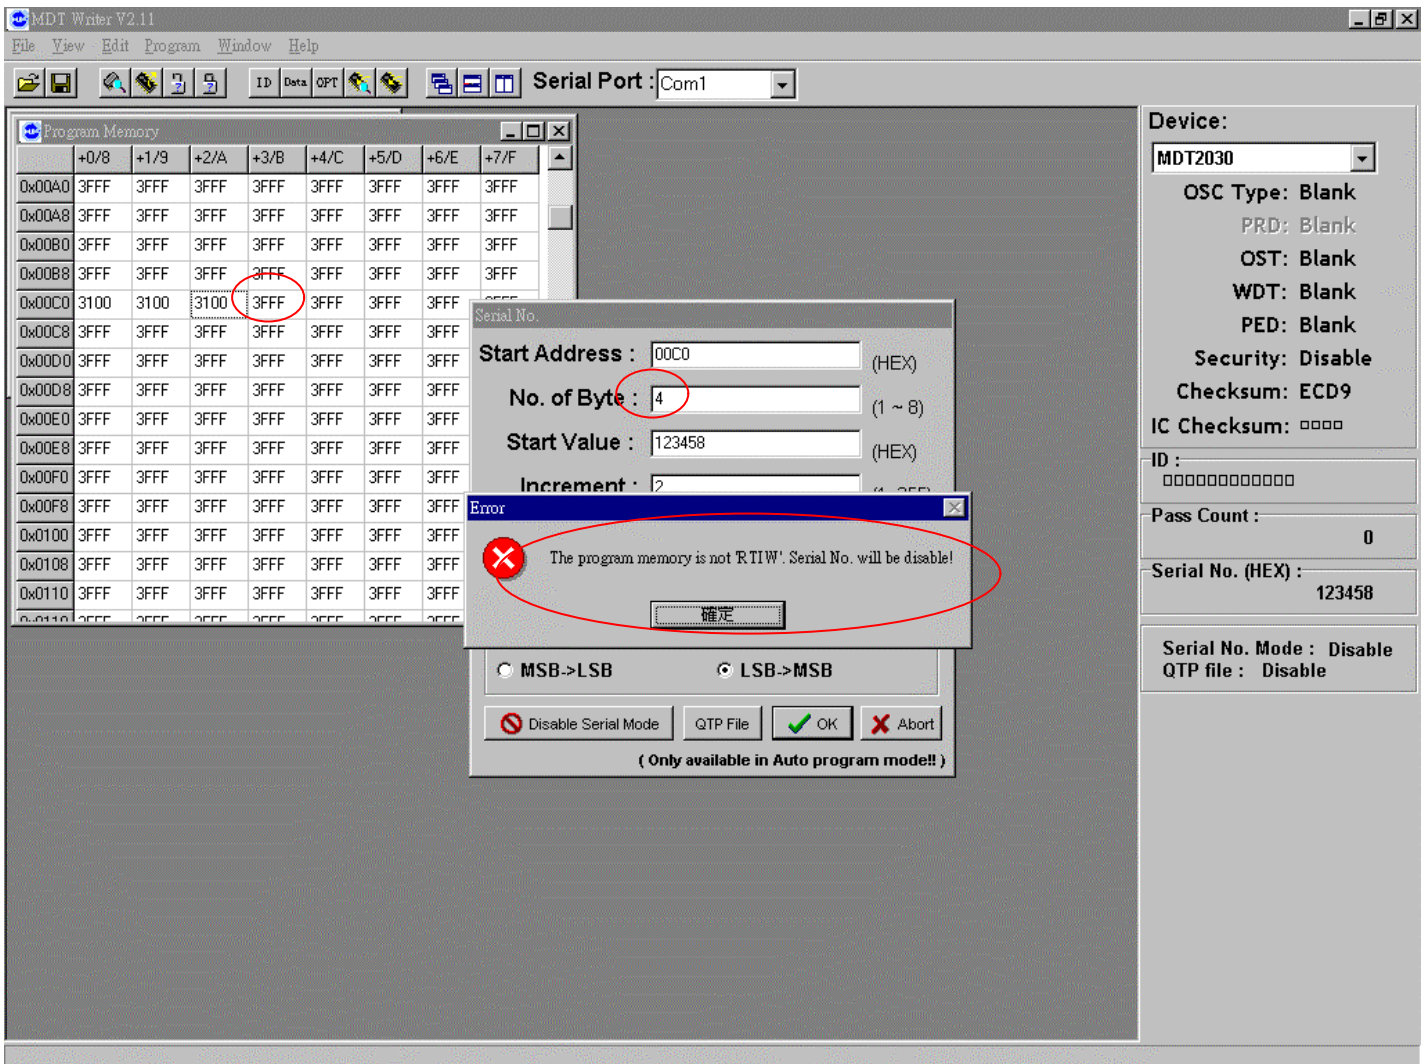 MDT Writer V2.11
File View Edit Program Window Help
ID Data OPT Serial Port : Com1
Program Memory
+0/8 +1/9 +2/A +3/B +4/C +5/D +6/E +7/F
0x00A0 3FFF 3FFF 3FFF 3FFF 3FFF 3FFF 3FFF 3FFF
0x00A8 3FFF 3FFF 3FFF 3FFF 3FFF 3FFF 3FFF 3FFF
0x00B0 3FFF 3FFF 3FFF 3FFF 3FFF 3FFF 3FFF 3FFF
0x00B8 3FFF 3FFF 3FFF 3FFF 3FFF 3FFF 3FFF 3FFF
0x00C0 3100 3100 3100 3FFF 3FFF 3FFF 3FFF
0x00C8 3FFF 3FFF 3FFF 3FFF 3FFF 3FFF 3FFF
0x00D0 3FFF 3FFF 3FFF 3FFF 3FFF 3FFF 3FFF
0x00D8 3FFF 3FFF 3FFF 3FFF 3FFF 3FFF 3FFF
0x00E0 3FFF 3FFF 3FFF 3FFF 3FFF 3FFF 3FFF
0x00E8 3FFF 3FFF 3FFF 3FFF 3FFF 3FFF 3FFF
0x00F0 3FFF 3FFF 3FFF 3FFF 3FFF 3FFF 3FFF
0x00F8 3FFF 3FFF 3FFF 3FFF 3FFF 3FFF 3FFF
0x0100 3FFF 3FFF 3FFF 3FFF 3FFF 3FFF 3FFF
0x0108 3FFF 3FFF 3FFF 3FFF 3FFF 3FFF 3FFF
0x0110 3FFF 3FFF 3FFF 3FFF 3FFF 3FFF 3FFF
Serial No.
Start Address : 00C0 (HEX)
No. of Byte : 4 (1 ~ 8)
Start Value : 123458 (HEX)
Increment : 2
Error
The program memory is not 'RTIW'. Serial No. will be disable!
確定
MSB->LSB LSB->MSB
Disable Serial Mode QTP File OK Abort
( Only available in Auto program mode!! )
Device:
MDT2030
OSC Type: Blank
PRD: Blank
OST: Blank
WDT: Blank
PED: Blank
Security: Disable
Checksum: ECD9
IC Checksum: □□□□
ID :
□□□□□□□□□□□□
Pass Count :
0
Serial No. (HEX) :
123458
Serial No. Mode : Disable
QTP file : Disable